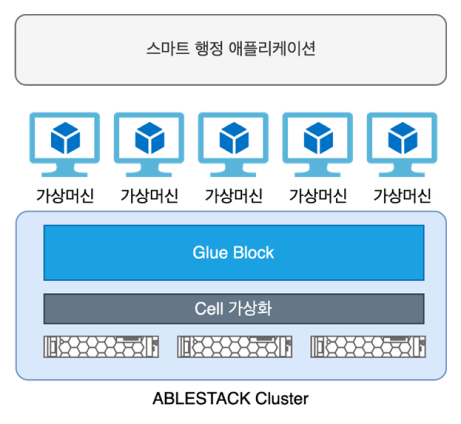 스마트 행정 애플리케이션
가상머신 가상머신 가상머신 가상머신 가상머신
Glue Block
Cell 가상화
ABLESTACK Cluster